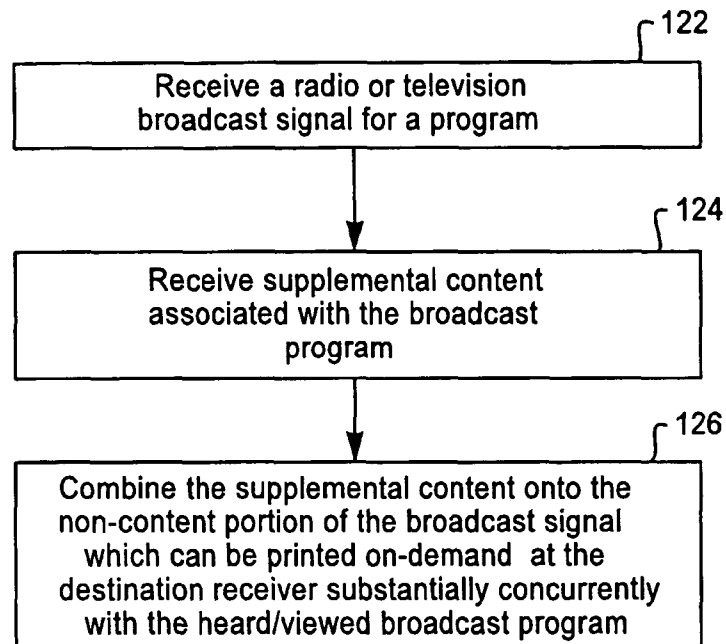 122
Receive a radio or television
broadcast signal for a program
124
Receive supplemental content
associated with the broadcast
program
126
Combine the supplemental content onto the
non-content portion of the broadcast signal
which can be printed on-demand at the
destination receiver substantially concurrently
with the heard/viewed broadcast program